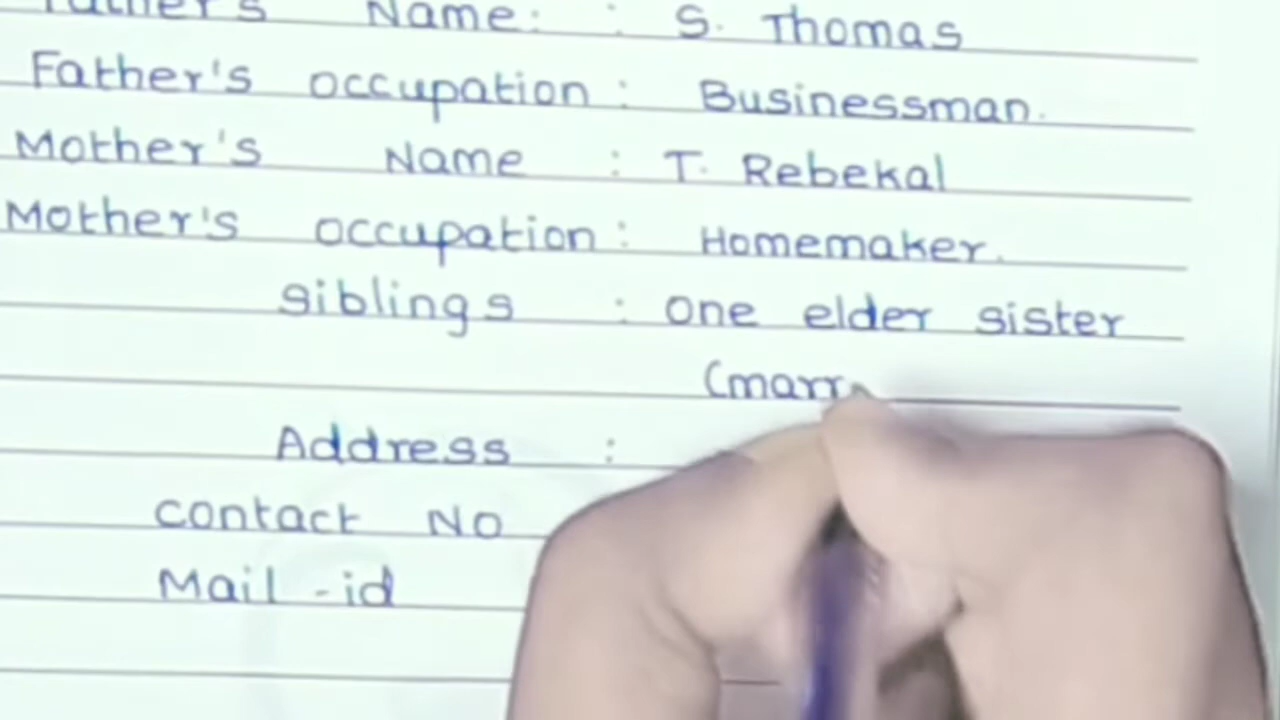 Father's Name: : S. Thomas
Father's occupation : Businessman.
Mother's Name : T. Rebekal
Mother's occupation : Homemaker.
siblings : one elder sister
(marr
Address :
contact No
Mail -id